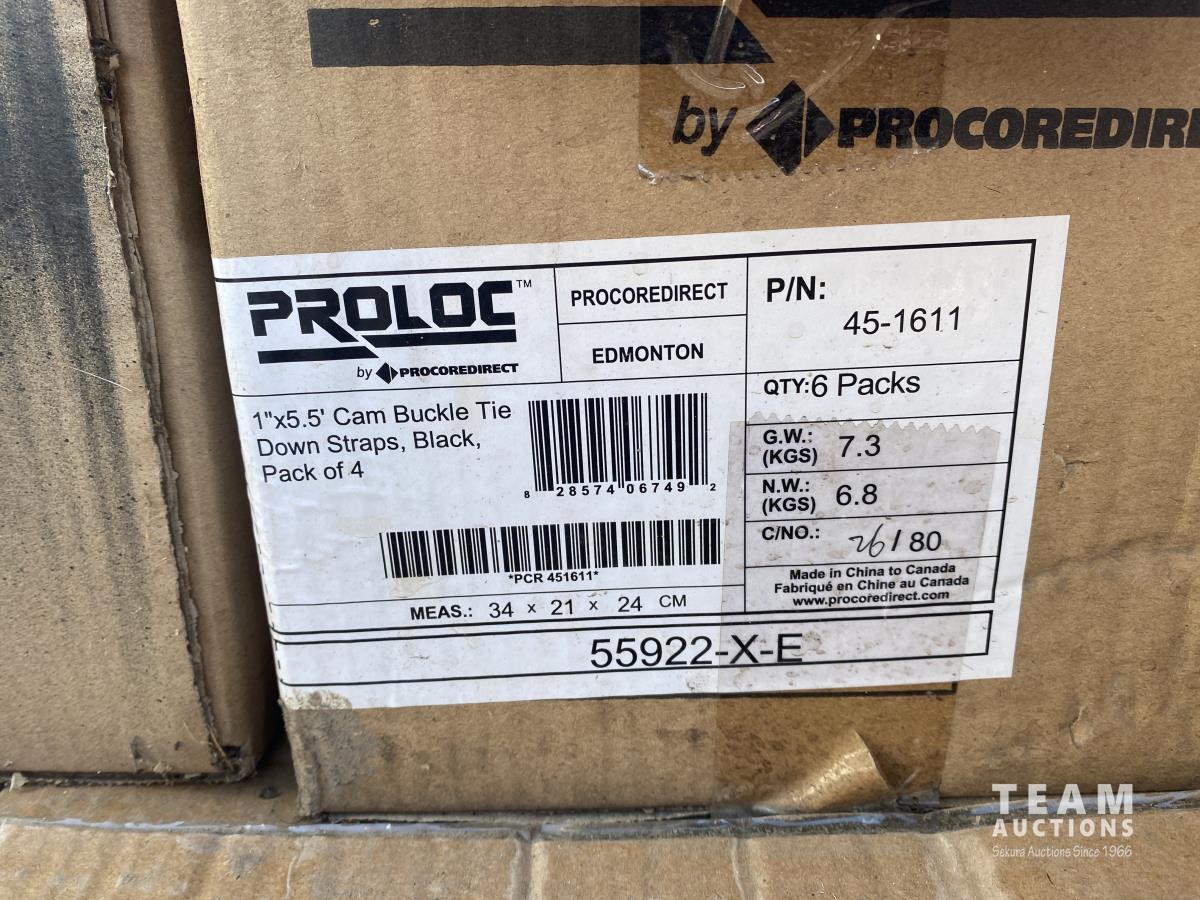 by PROCOREDIR
PROLOC™
by PROCOREDIRECT
PROCOREDIRECT
EDMONTON
P/N:
45-1611
1"x5.5' Cam Buckle Tie
Down Straps, Black,
Pack of 4
8 28574 06749 2
QTY:6 Packs
G.W.:
(KGS) 7.3
N.W.:
(KGS) 6.8
C/NO.: 26/80
*PCR 451611*
Made in China to Canada
Fabriqué en Chine au Canada
www.procoredirect.com
MEAS.: 34 x 21 x 24 CM
55922-X-E
TEAM
AUCTIONS
Sekura Auctions Since 1966